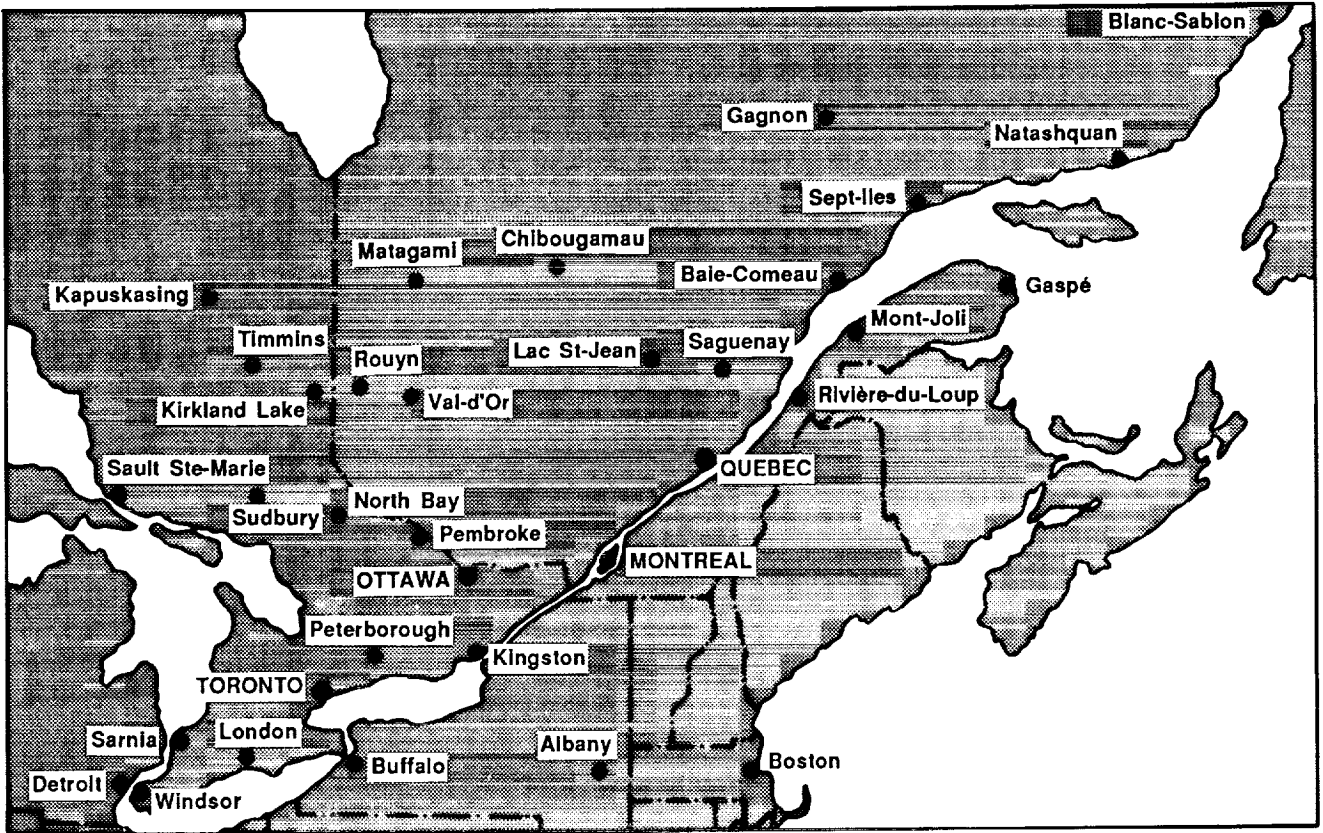 Blanc-Sablon
Gagnon
Natashquan
Sept-Iles
Chibougamau
Matagami
Baie-Comeau
Kapuskasing
Gaspé
Mont-Joli
Timmins
Saguenay
Lac St-Jean
Rouyn
Rivière-du-Loup
Val-d'Or
Kirkland Lake
Sault Ste-Marie
QUEBEC
North Bay
Sudbury
Pembroke
MONTREAL
OTTAWA
Peterborough
Kingston
TORONTO
Sarnia
London
Albany
Boston
Buffalo
Detroit
Windsor